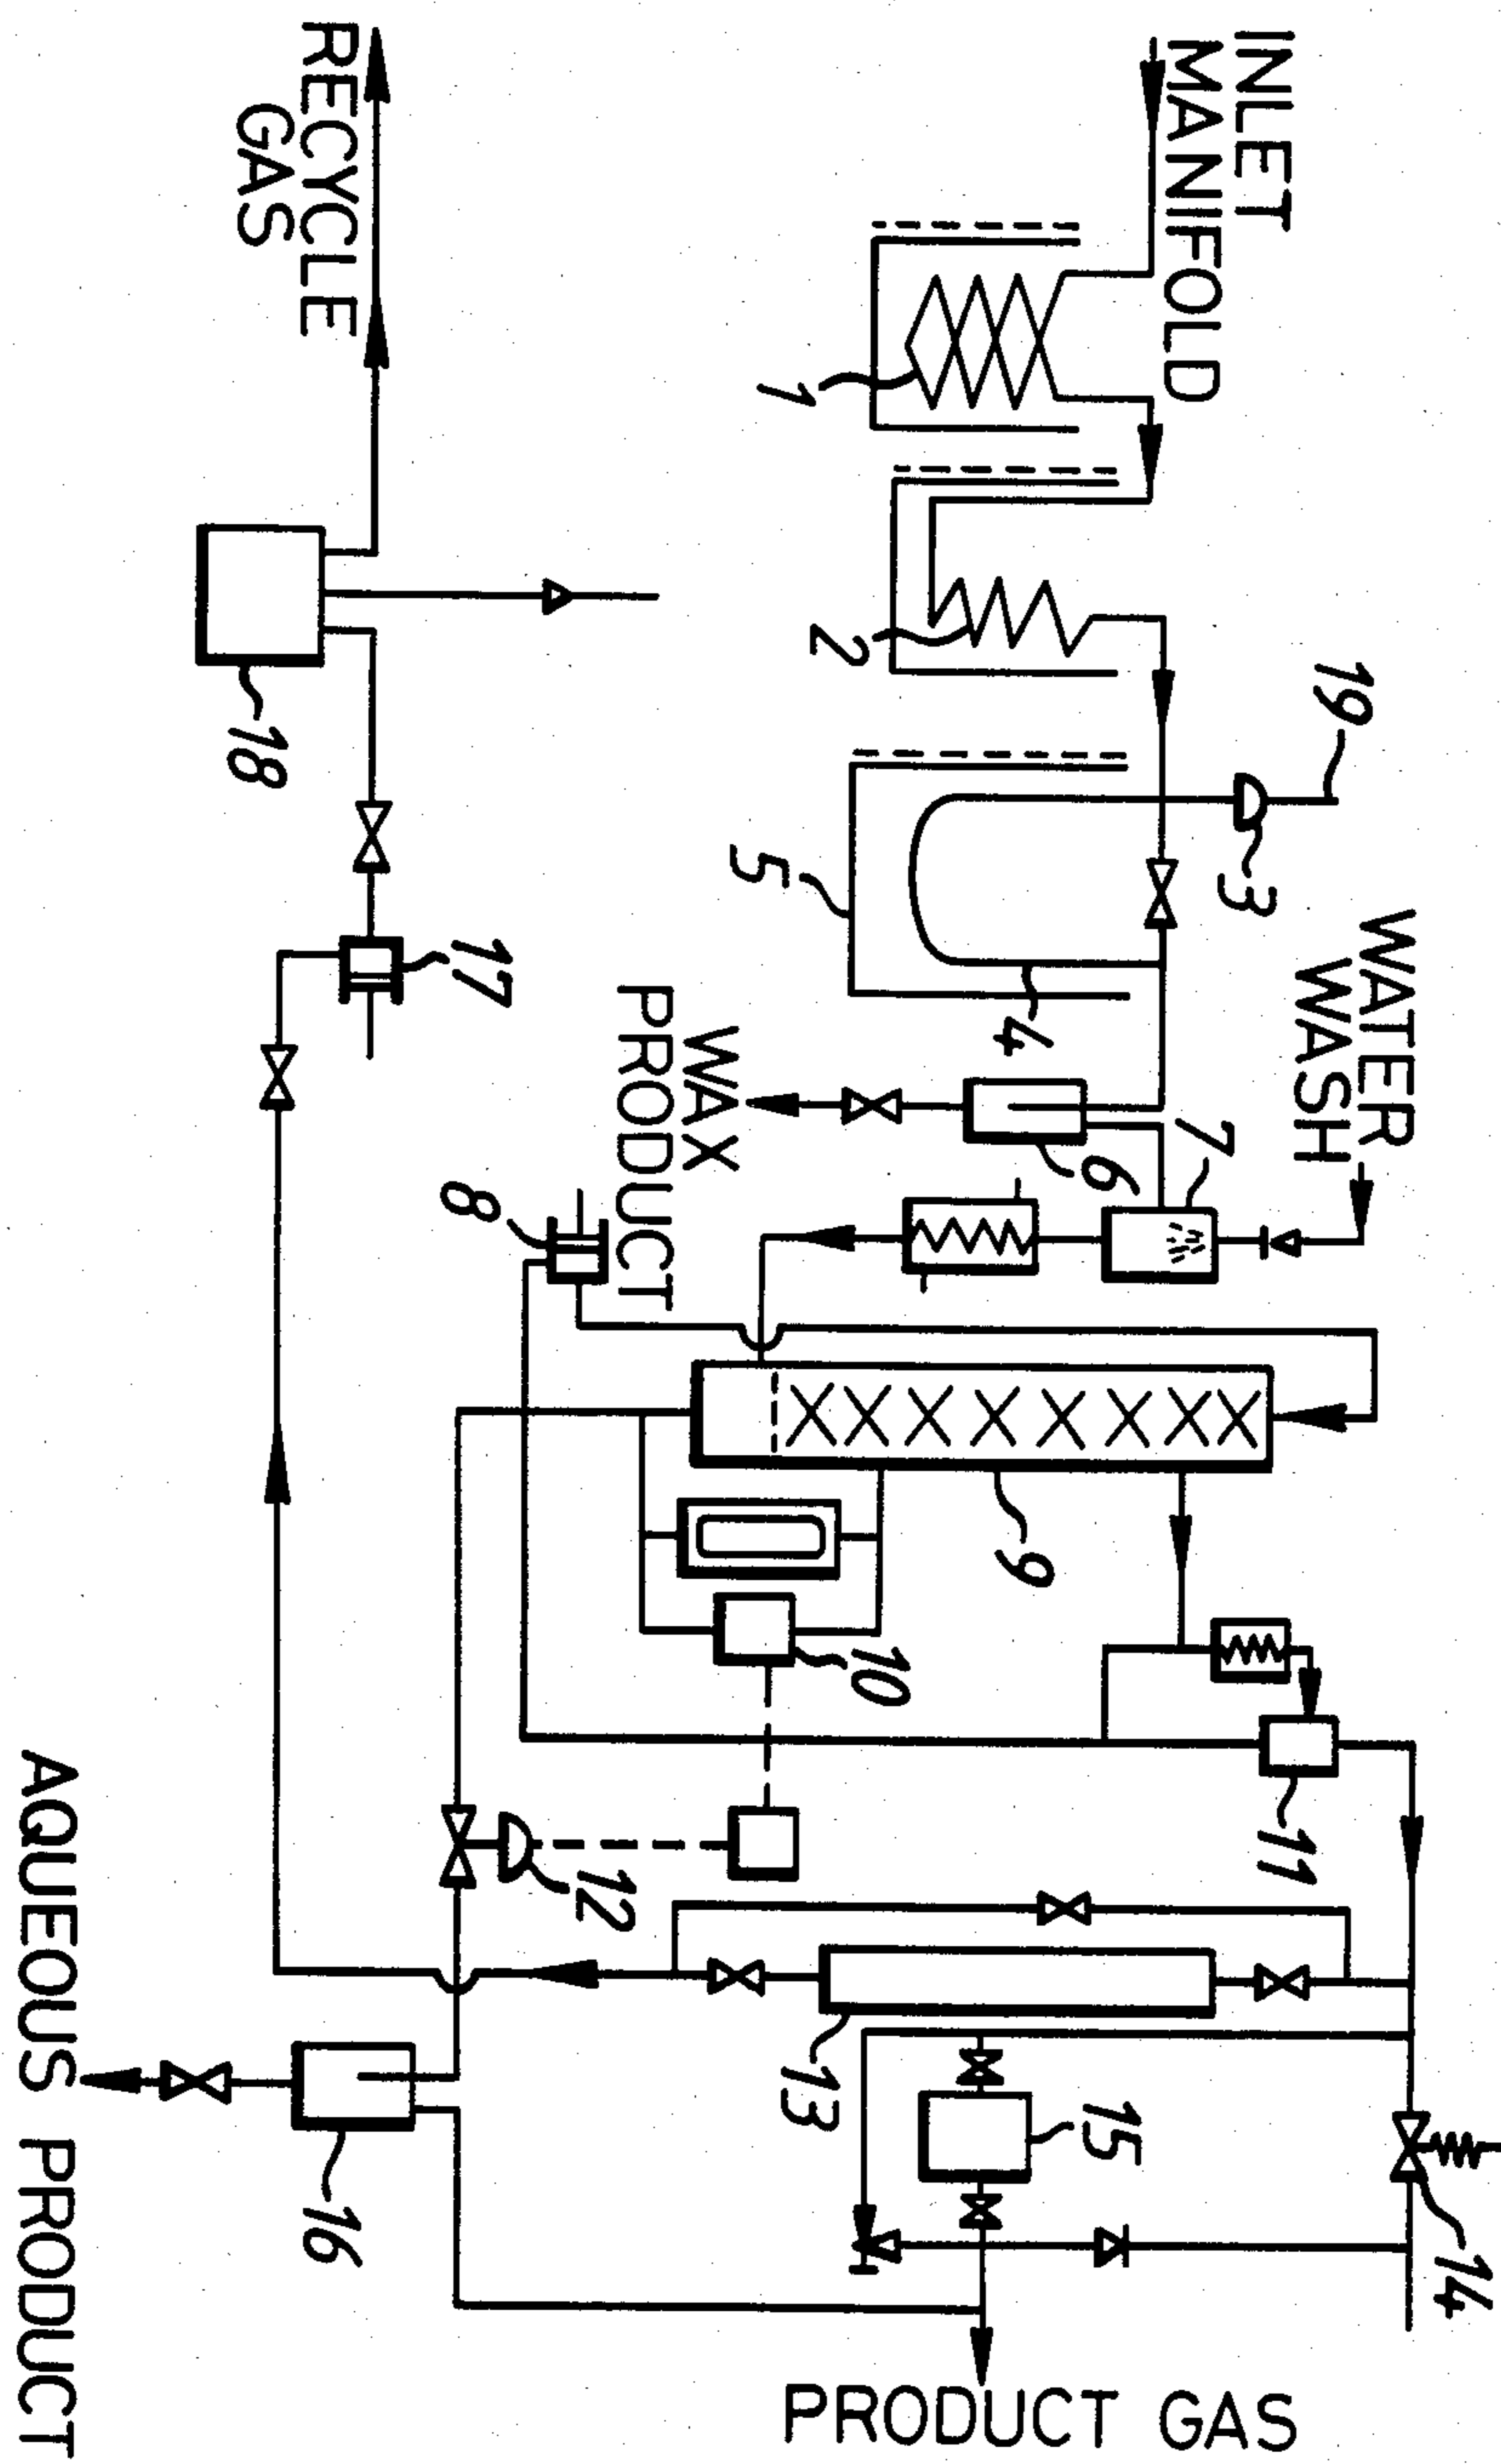 INLET
MANIFOLD
1
2
19
3
5
4
WATER
WASH
7
6
WAX
PRODUCT
RECYCLE
GAS
18
17
8
9
10
11
12
13
15
14
16
AQUEOUS PRODUCT
PRODUCT GAS